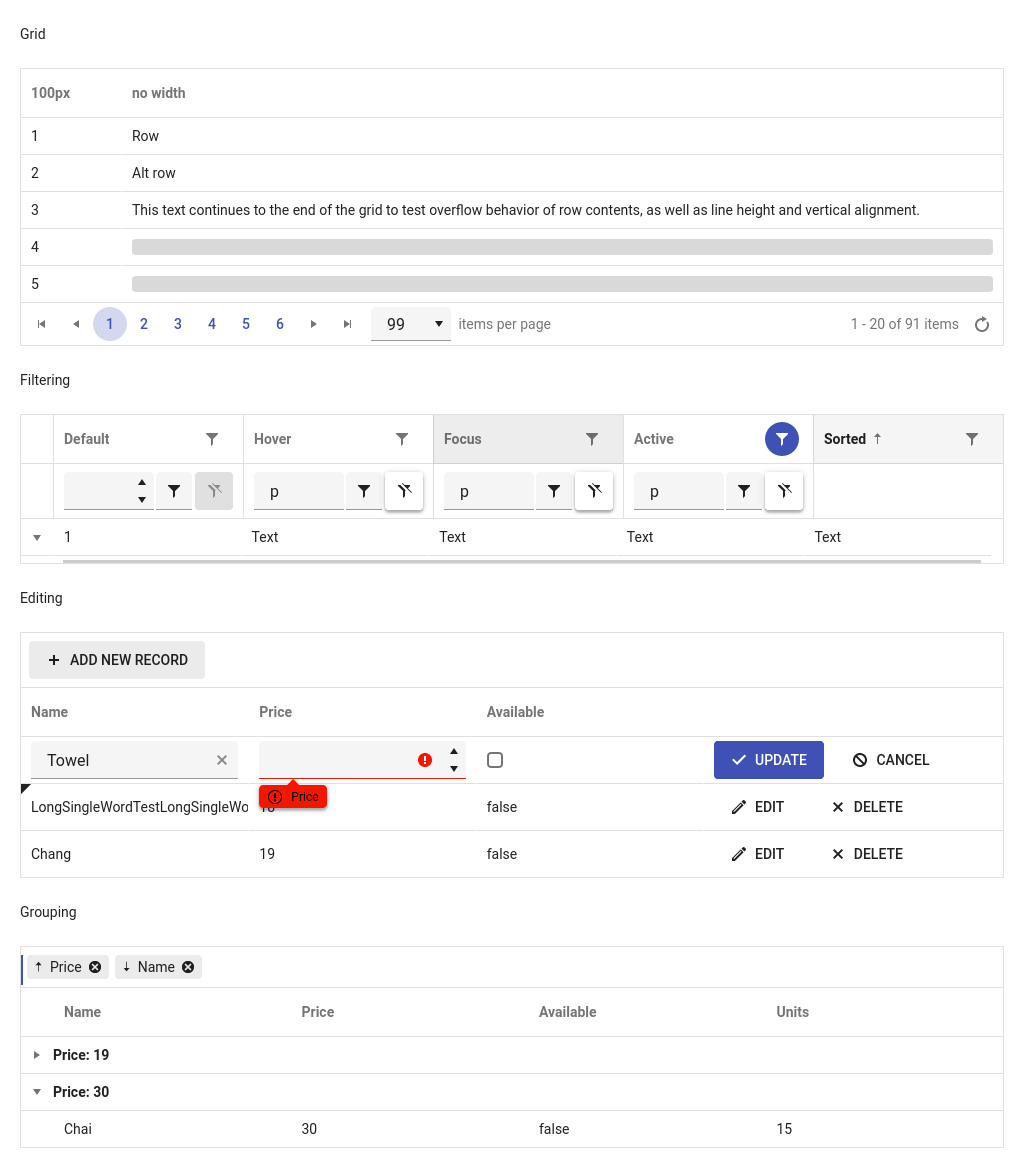 Grid
100px no width
1 Row
2 Alt row
3 This text continues to the end of the grid to test overflow behavior of row contents, as well as line height and vertical alignment.
4
5
1 2 3 4 5 6 99 items per page 1 - 20 of 91 items
Filtering
Default Hover Focus Active Sorted ↑
p p p
1 Text Text Text Text
Editing
+ ADD NEW RECORD
Name Price Available
Towel UPDATE CANCEL
Price
LongSingleWordTestLongSingleWo false EDIT DELETE
Chang 19 false EDIT DELETE
Grouping
↑ Price ↓ Name
Name Price Available Units
Price: 19
Price: 30
Chai 30 false 15